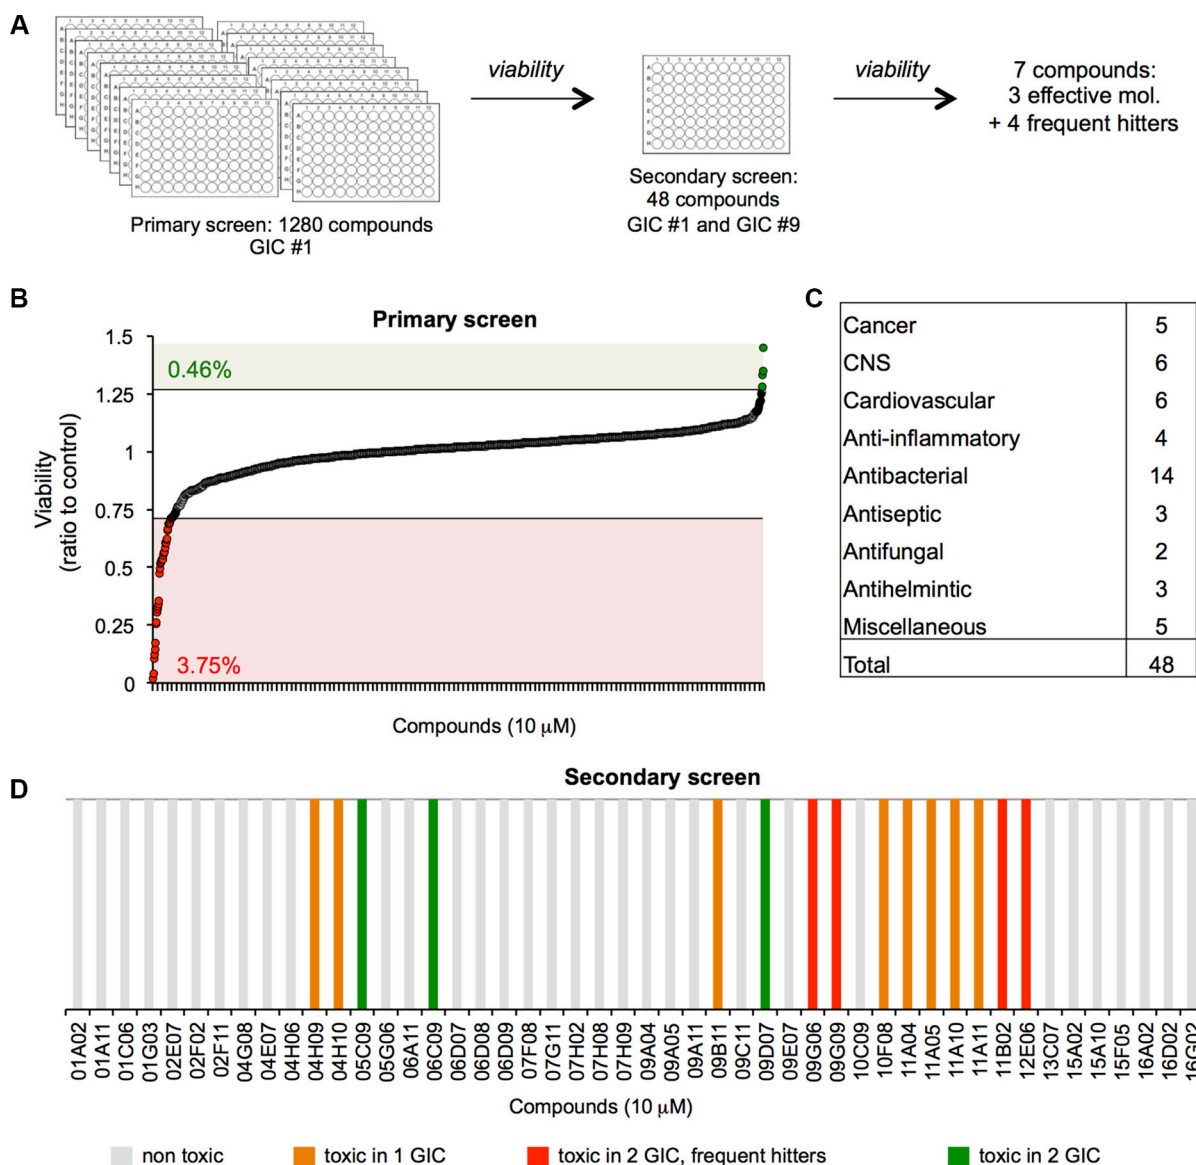 A
viability
viability
7 compounds:
3 effective mol.
+ 4 frequent hitters
Primary screen: 1280 compounds
GIC #1
Secondary screen:
48 compounds
GIC #1 and GIC #9
B
Primary screen
Viability
(ratio to control)
1.5
1.25
1
0.75
0.5
0.25
0
0.46%
3.75%
Compounds (10 μM)
C
Cancer 5
CNS 6
Cardiovascular 6
Anti-inflammatory 4
Antibacterial 14
Antiseptic 3
Antifungal 2
Antihelmintic 3
Miscellaneous 5
Total 48
D
Secondary screen
01A02
01A11
01C06
01G03
02E07
02F02
02F11
04G08
04E07
04H06
04H09
04H10
05C09
05G06
06A11
06C09
06D07
06D08
06D09
07F08
07G11
07H02
07H08
07H09
09A04
09A05
09A11
09B11
09C11
09D07
09E07
09G06
09G09
10C09
10F08
11A04
11A05
11A10
11A11
11B02
12E06
13C07
15A02
15A10
15F05
16A02
16D02
16G02
Compounds (10 μM)
non toxic
toxic in 1 GIC
toxic in 2 GIC, frequent hitters
toxic in 2 GIC